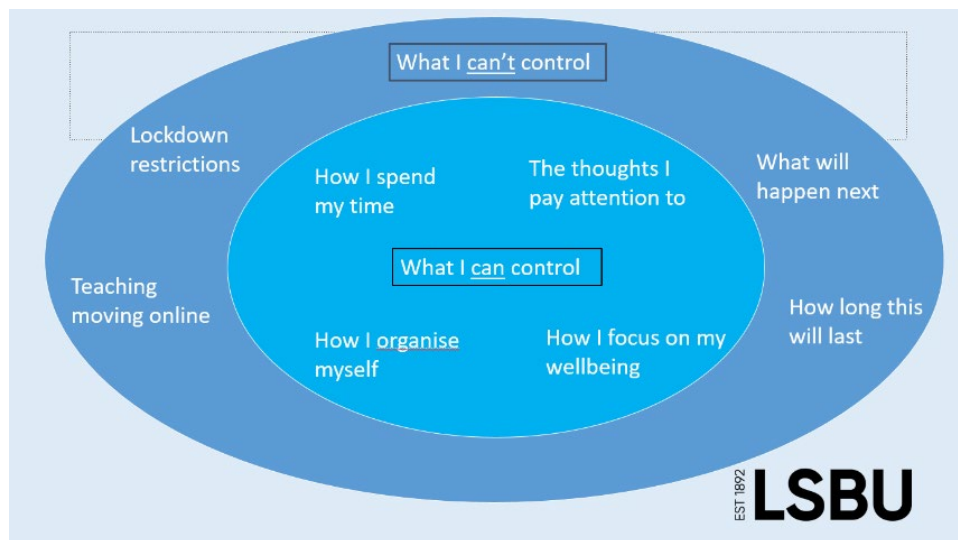 What I can't control
Lockdown
restrictions
How I spend
my time
The thoughts I
pay attention to
What will
happen next
What I can control
Teaching
moving online
How I organise
myself
How I focus on my
wellbeing
How long this
will last
EST 1892
LSBU